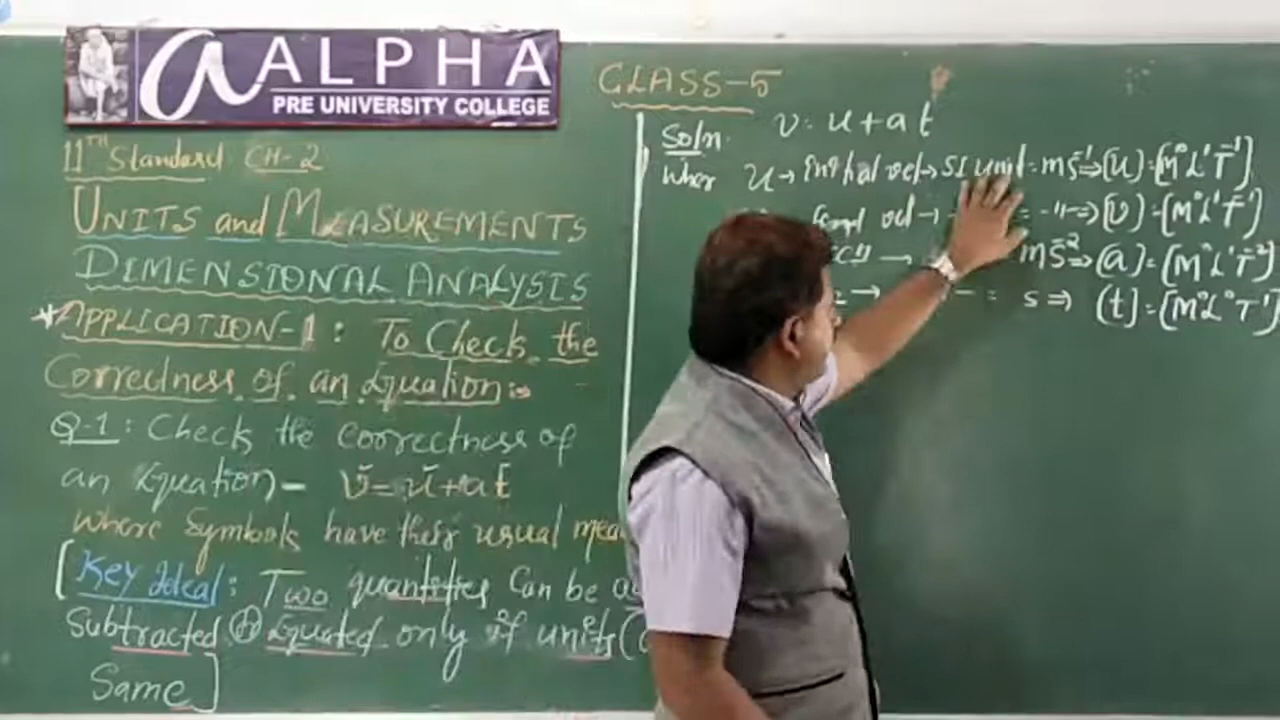 ALPHA
PRE UNIVERSITY COLLEGE
11TH Standard CH-2
UNITS and MEASUREMENTS
DIMENSIONAL ANALYSIS
*APPLICATION-1: To Check the
Correctness of an Equation:-
Q-1: Check the correctness of
an Equation- v=u+at
where symbols have their usual
[Key Ideal: Two quantities Can be
Subtracted or Equated only if units
Same]
CLASS-5
Soln. v=u+at
Where u→ Initial vel→ SI unit=mS⁻¹⇒[u]=[M⁰L¹T⁻¹]
vel→ = -"-⇒[v]=[M⁰L¹T⁻¹]
→ mS⁻²⇒[a]=[M⁰L¹T⁻²]
→ = s⇒ [t]=[M⁰L⁰T¹]